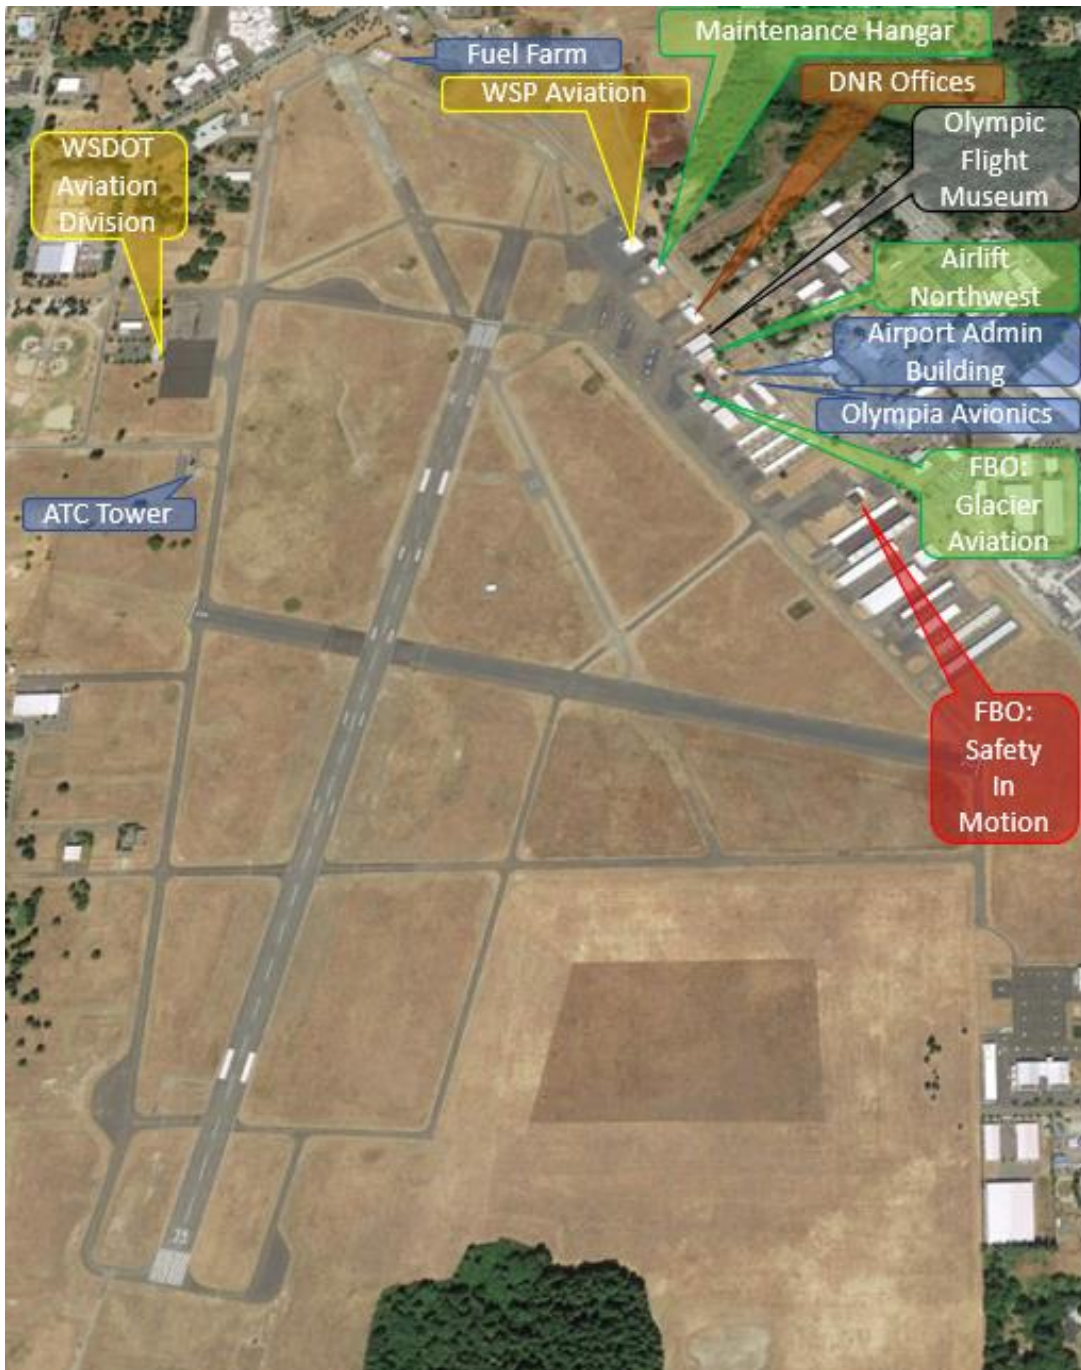 Maintenance Hangar
Fuel Farm
DNR Offices
WSP Aviation
Olympic
Flight
Museum
WSDOT
Aviation
Division
Airlift
Northwest
Airport Admin
Building
Olympia Avionics
FBO:
Glacier
Aviation
ATC Tower
FBO:
Safety
In
Motion